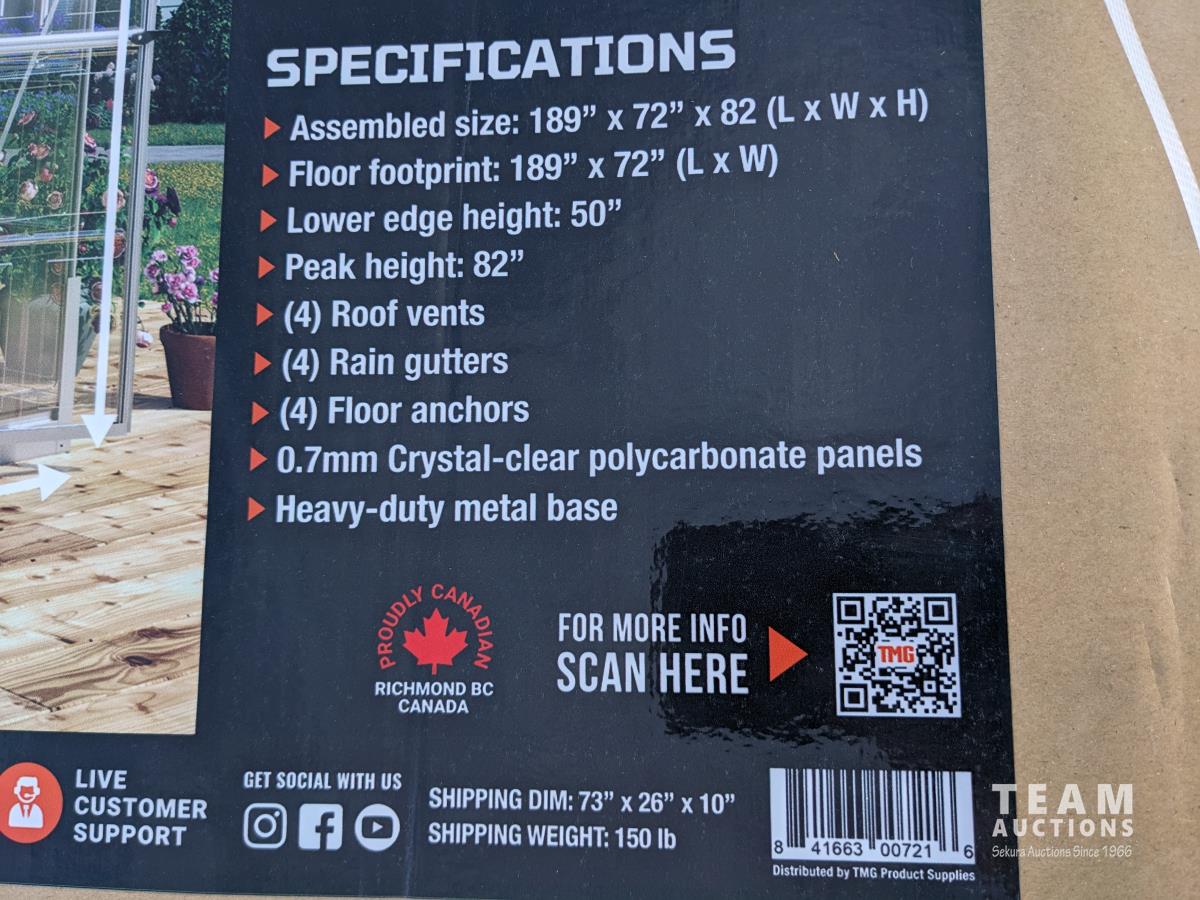 SPECIFICATIONS
Assembled size: 189” x 72” x 82 (L x W x H)
Floor footprint: 189” x 72” (L x W)
Lower edge height: 50”
Peak height: 82”
(4) Roof vents
(4) Rain gutters
(4) Floor anchors
0.7mm Crystal-clear polycarbonate panels
Heavy-duty metal base
PROUDLY CANADIAN
RICHMOND BC
CANADA
FOR MORE INFO
SCAN HERE
TMG
LIVE
CUSTOMER
SUPPORT
GET SOCIAL WITH US
SHIPPING DIM: 73” x 26” x 10”
SHIPPING WEIGHT: 150 lb
8 41663 00721 6
Distributed by TMG Product Supplies
TEAM
AUCTIONS
Sekura Auctions Since 1966